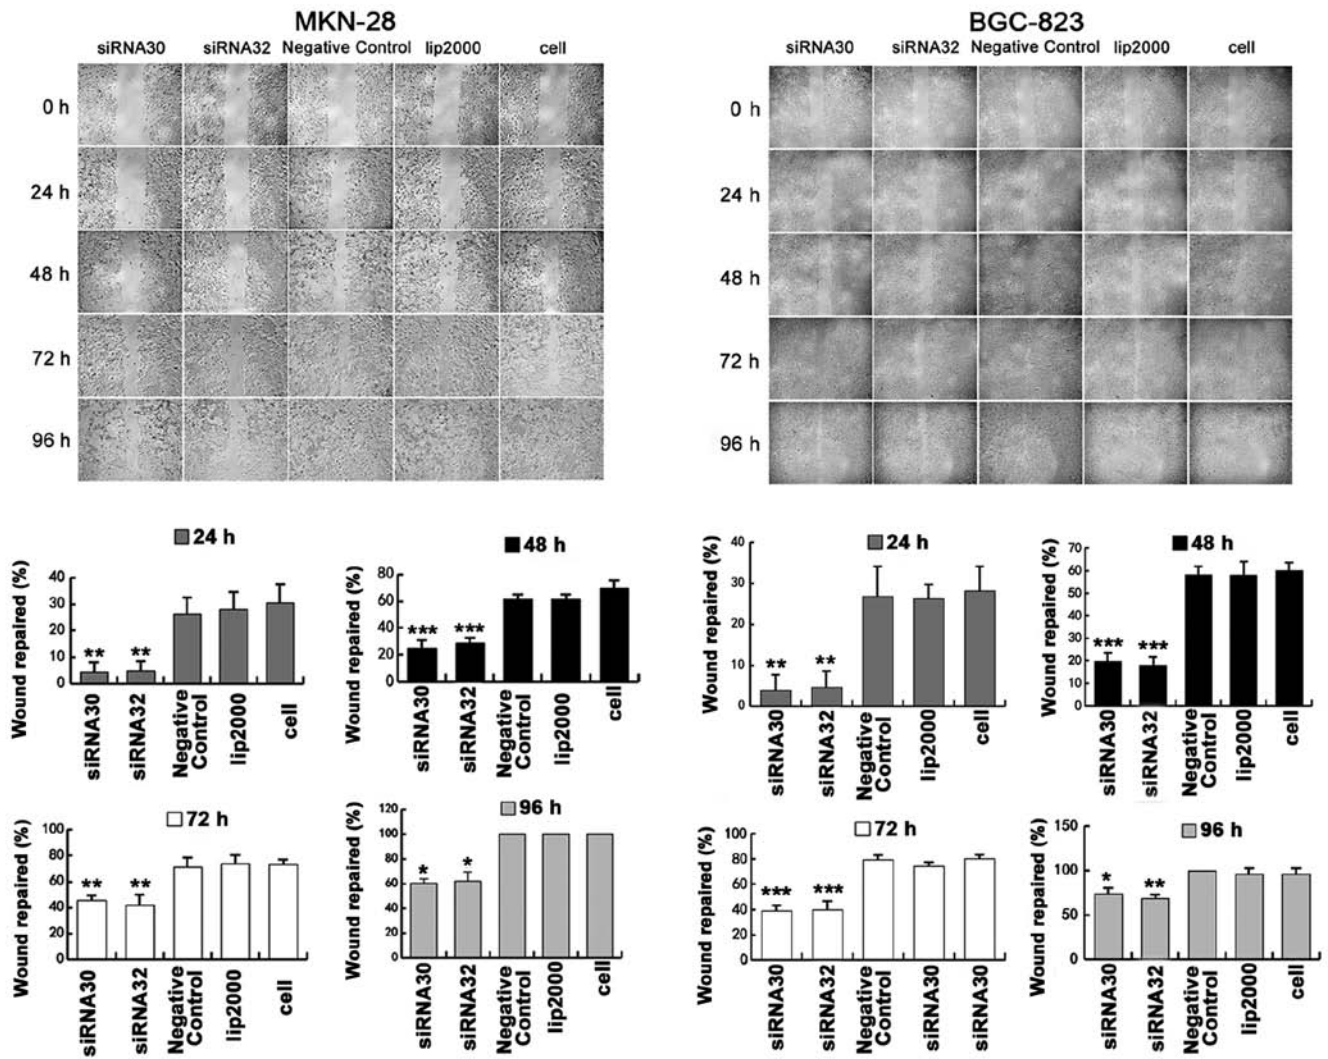 MKN-28
siRNA30 siRNA32 Negative Control lip2000 cell
0 h
24 h
48 h
72 h
96 h
BGC-823
siRNA30 siRNA32 Negative Control lip2000 cell
0 h
24 h
48 h
72 h
96 h
24 h
Wound repaired (%)
40
30
20
10
0
** **
siRNA30
siRNA32
Negative
Control
lip2000
cell
48 h
Wound repaired (%)
80
60
40
20
0
*** ***
siRNA30
siRNA32
Negative
Control
lip2000
cell
24 h
Wound repaired (%)
40
30
20
10
0
** **
siRNA30
siRNA32
Negative
Control
lip2000
cell
48 h
Wound repaired (%)
70
60
50
40
30
20
10
0
*** ***
siRNA30
siRNA32
Negative
Control
lip2000
cell
72 h
Wound repaired (%)
100
80
60
40
20
0
** **
siRNA30
siRNA32
Negative
Control
lip2000
cell
96 h
Wound repaired (%)
120
100
80
60
40
20
0
* *
siRNA30
siRNA32
Negative
Control
lip2000
cell
72 h
Wound repaired (%)
100
80
60
40
20
0
*** ***
siRNA30
siRNA32
Negative
Control
siRNA30
siRNA30
96 h
Wound repaired (%)
150
100
50
0
* **
siRNA30
siRNA32
Negative
Control
lip2000
cell